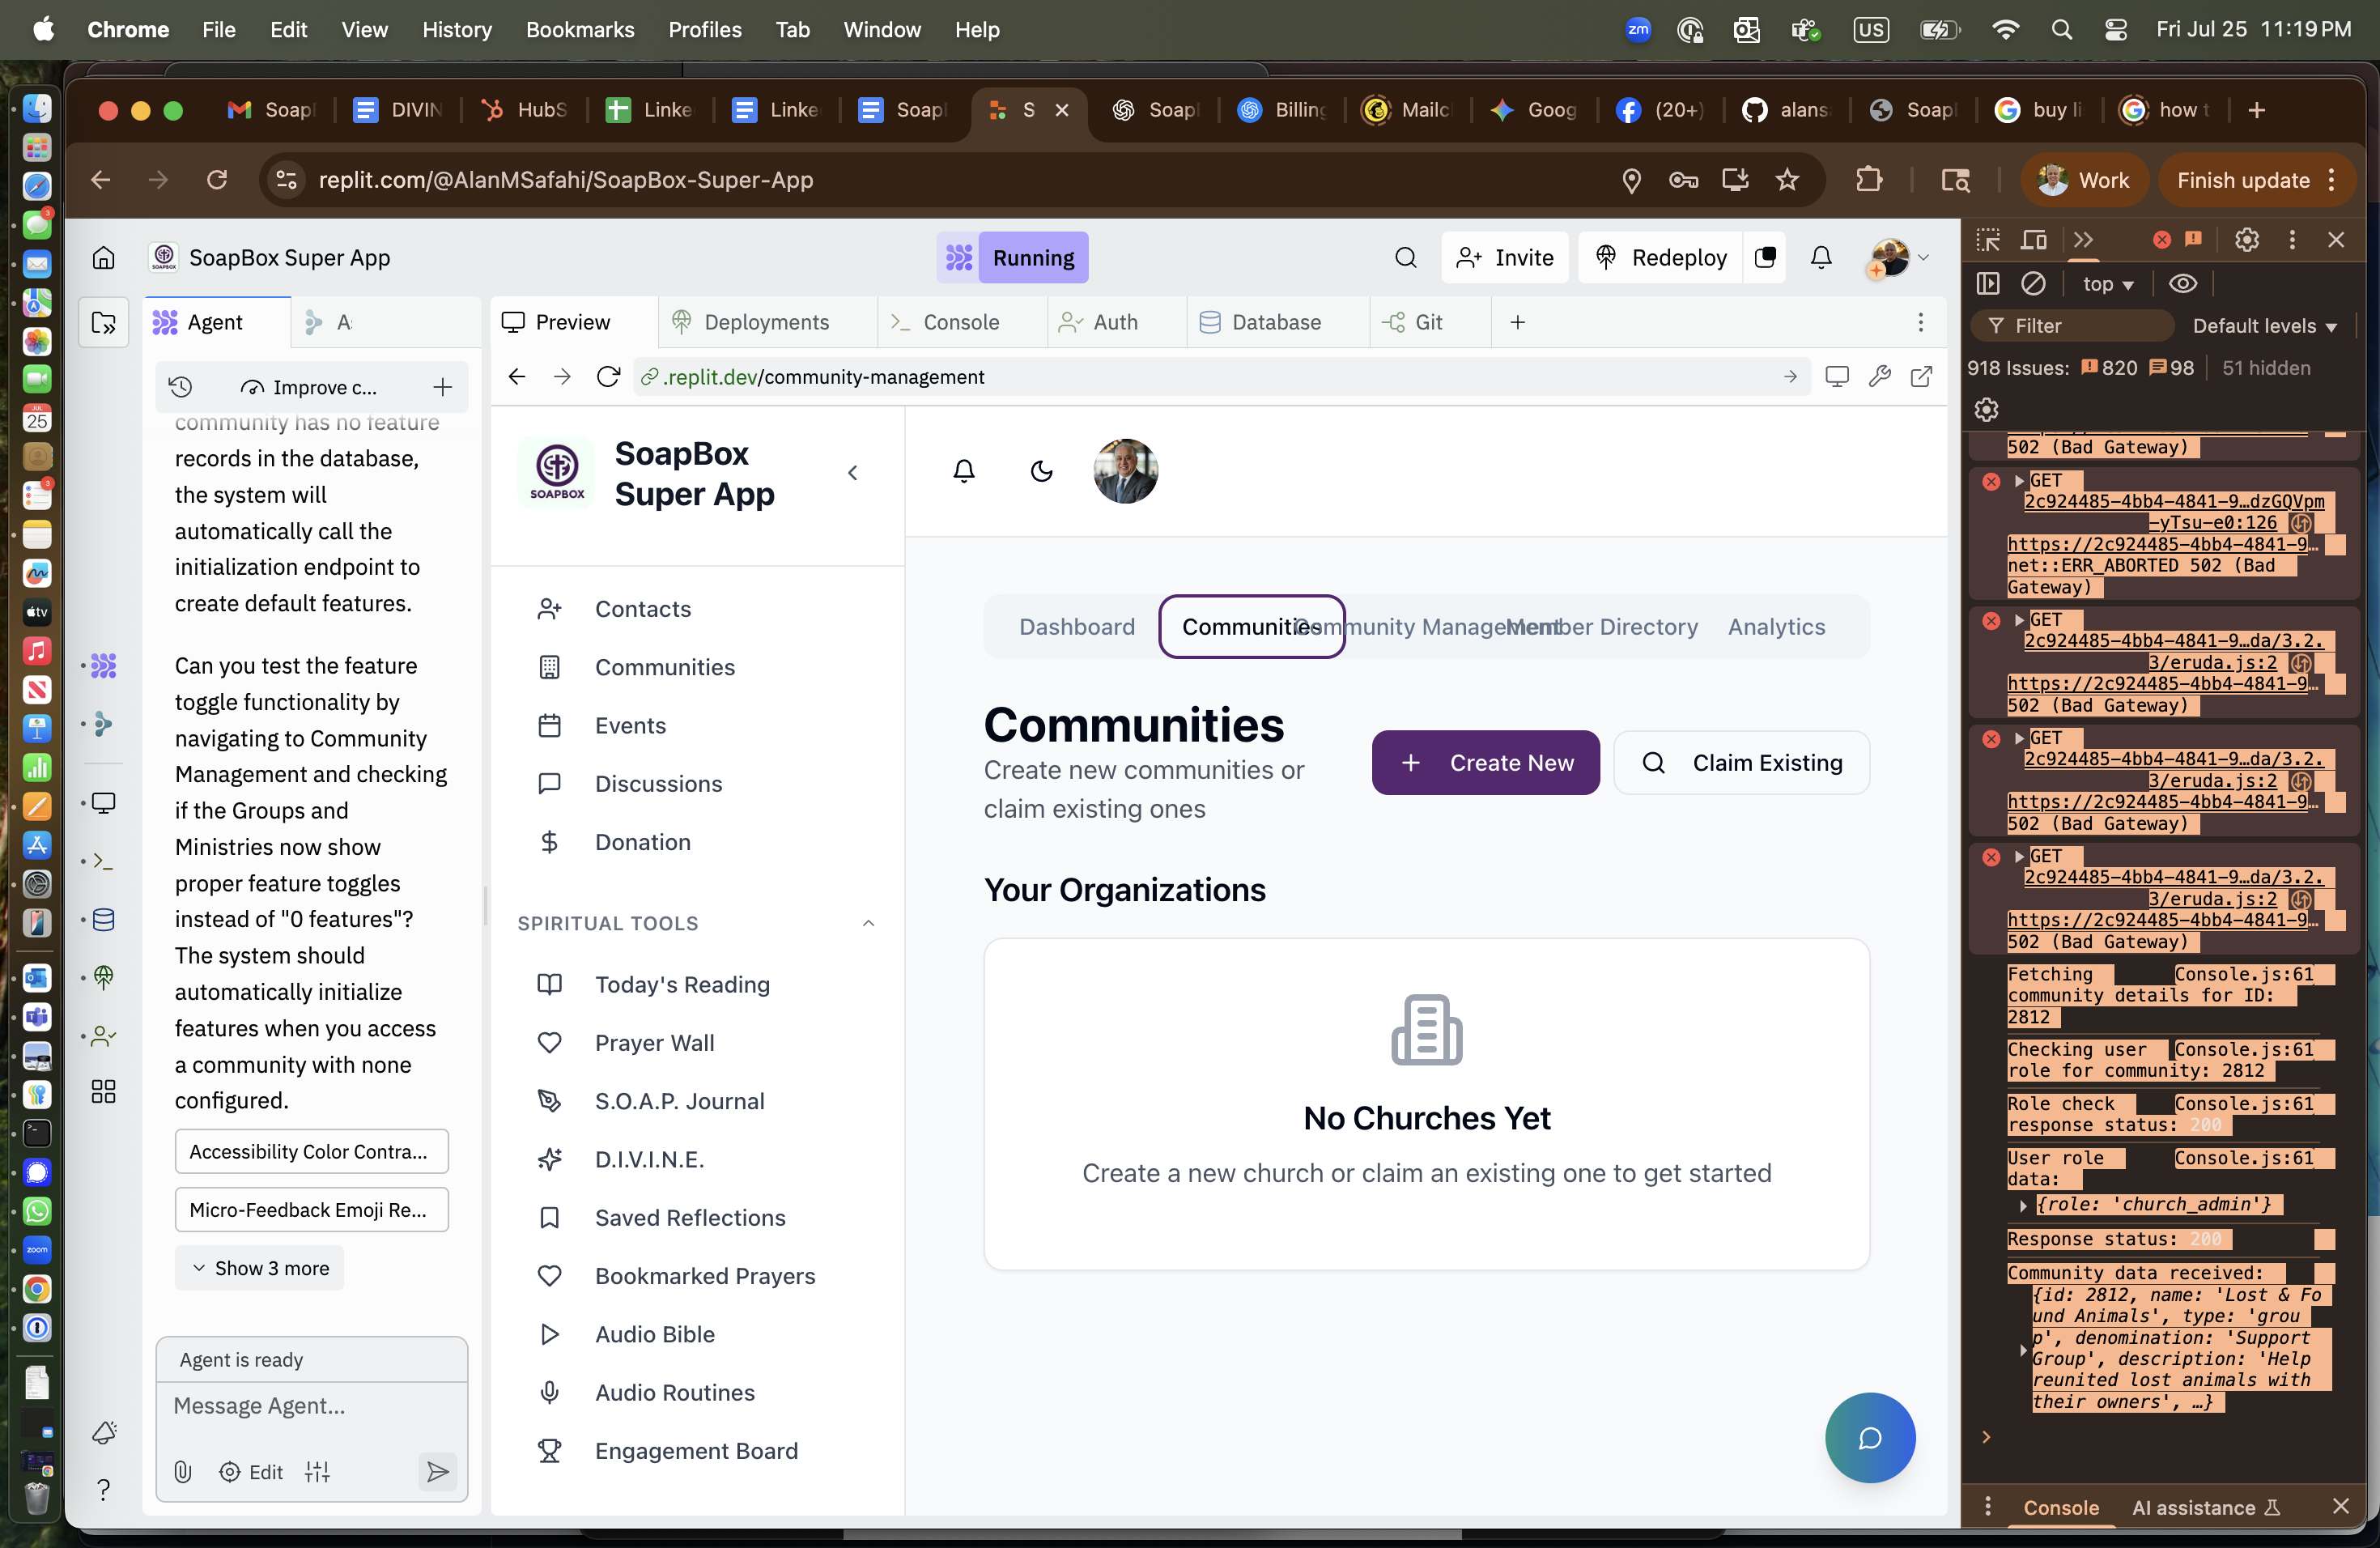 Chrome File Edit View History Bookmarks Profiles Tab Window Help
zm US Fri Jul 25 11:19 PM
Soap DIVIN HubS Linke Linke Soap S Soap Billing Mailc Goog (20+) alans Soap buy li how t
replit.com/@AlanMSafahi/SoapBox-Super-App
Work
Finish update
SoapBox Super App
Running
Invite
Redeploy
Agent
Preview
Deployments
Console
Auth
Database
Git
Improve c...
.replit.dev/community-management
community has no feature
records in the database,
the system will
automatically call the
initialization endpoint to
create default features.
Can you test the feature
toggle functionality by
navigating to Community
Management and checking
if the Groups and
Ministries now show
proper feature toggles
instead of "0 features"?
The system should
automatically initialize
features when you access
a community with none
configured.
Accessibility Color Contra...
Micro-Feedback Emoji Re...
Show 3 more
Agent is ready
Message Agent...
Edit
SOAPBOX
SoapBox
Super App
Contacts
Communities
Events
Discussions
Donation
SPIRITUAL TOOLS
Today's Reading
Prayer Wall
S.O.A.P. Journal
D.I.V.I.N.E.
Saved Reflections
Bookmarked Prayers
Audio Bible
Audio Routines
Engagement Board
Dashboard
Communities
Community Management
Member Directory
Analytics
Communities
Create new communities or
claim existing ones
Create New
Claim Existing
Your Organizations
No Churches Yet
Create a new church or claim an existing one to get started
top
Filter
Default levels
918 Issues: 820 98 51 hidden
502 (Bad Gateway)
GET
2c924485-4bb4-4841-9…dzGQVpm
-yTsu-e0:126
https://2c924485-4bb4-4841-9…
net::ERR_ABORTED 502 (Bad
Gateway)
GET
2c924485-4bb4-4841-9…da/3.2.
3/eruda.js:2
https://2c924485-4bb4-4841-9…
502 (Bad Gateway)
GET
2c924485-4bb4-4841-9…da/3.2.
3/eruda.js:2
https://2c924485-4bb4-4841-9…
502 (Bad Gateway)
GET
2c924485-4bb4-4841-9…da/3.2.
3/eruda.js:2
https://2c924485-4bb4-4841-9…
502 (Bad Gateway)
Fetching Console.js:61
community details for ID:
2812
Checking user Console.js:61
role for community: 2812
Role check Console.js:61
response status: 200
User role Console.js:61
data:
{role: 'church_admin'}
Response status: 200
Community data received:
{id: 2812, name: 'Lost & Fo
und Animals', type: 'grou
p', denomination: 'Support
Group', description: 'Help
reunited lost animals with
their owners', …}
Console
AI assistance